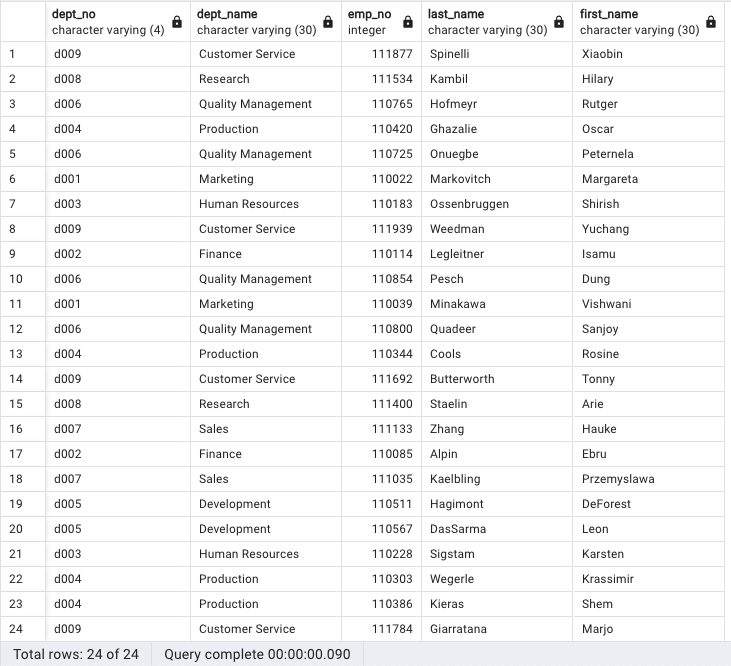 dept_no dept_name emp_no last_name first_name
character varying (4) character varying (30) integer character varying (30) character varying (30)
1 d009 Customer Service 111877 Spinelli Xiaobin
2 d008 Research 111534 Kambil Hilary
3 d006 Quality Management 110765 Hofmeyr Rutger
4 d004 Production 110420 Ghazalie Oscar
5 d006 Quality Management 110725 Onuegbe Peternela
6 d001 Marketing 110022 Markovitch Margareta
7 d003 Human Resources 110183 Ossenbruggen Shirish
8 d009 Customer Service 111939 Weedman Yuchang
9 d002 Finance 110114 Legleitner Isamu
10 d006 Quality Management 110854 Pesch Dung
11 d001 Marketing 110039 Minakawa Vishwani
12 d006 Quality Management 110800 Quadeer Sanjoy
13 d004 Production 110344 Cools Rosine
14 d009 Customer Service 111692 Butterworth Tonny
15 d008 Research 111400 Staelin Arie
16 d007 Sales 111133 Zhang Hauke
17 d002 Finance 110085 Alpin Ebru
18 d007 Sales 111035 Kaelbling Przemyslawa
19 d005 Development 110511 Hagimont DeForest
20 d005 Development 110567 DasSarma Leon
21 d003 Human Resources 110228 Sigstam Karsten
22 d004 Production 110303 Wegerle Krassimir
23 d004 Production 110386 Kieras Shem
24 d009 Customer Service 111784 Giarratana Marjo
Total rows: 24 of 24 Query complete 00:00:00.090